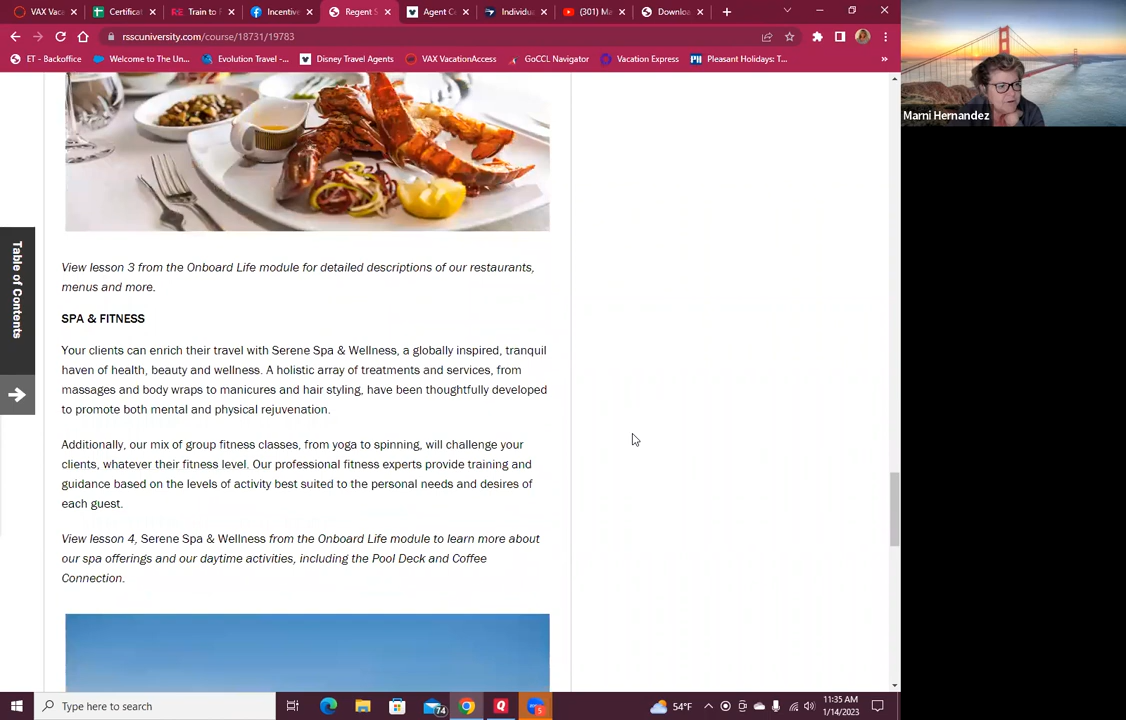 VAX Vaca
Certificat
Train to R
Incentive
Regent S
Agent Ce
Individua
(301) Ma
Downloa
rsscuniversity.com/course/18731/19783
ET - Backoffice
Welcome to The Un...
Evolution Travel -...
Disney Travel Agents
VAX VacationAccess
GoCCL Navigator
Vacation Express
Pleasant Holidays: T...
Marni Hernandez
Table of Contents
View lesson 3 from the Onboard Life module for detailed descriptions of our restaurants,
menus and more.
SPA & FITNESS
Your clients can enrich their travel with Serene Spa & Wellness, a globally inspired, tranquil
haven of health, beauty and wellness. A holistic array of treatments and services, from
massages and body wraps to manicures and hair styling, have been thoughtfully developed
to promote both mental and physical rejuvenation.
Additionally, our mix of group fitness classes, from yoga to spinning, will challenge your
clients, whatever their fitness level. Our professional fitness experts provide training and
guidance based on the levels of activity best suited to the personal needs and desires of
each guest.
View lesson 4, Serene Spa & Wellness from the Onboard Life module to learn more about
our spa offerings and our daytime activities, including the Pool Deck and Coffee
Connection.
Type here to search
74
5
54°F
11:35 AM
1/14/2023